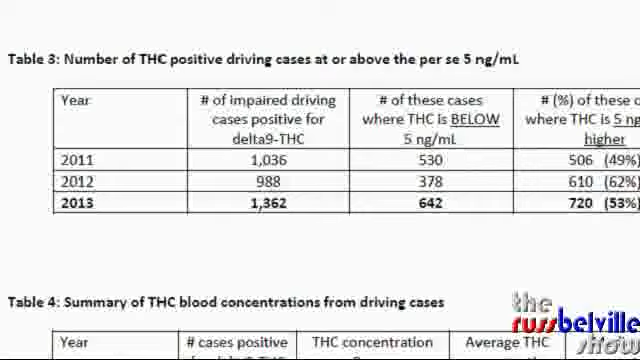 Table 3: Number of THC positive driving cases at or above the per se 5 ng/mL
Year # of impaired driving cases positive for delta9-THC # of these cases where THC is BELOW 5 ng/mL # (%) of these c where THC is 5 ng higher
2011 1,036 530 506 (49%)
2012 988 378 610 (62%)
2013 1,362 642 720 (53%)
Table 4: Summary of THC blood concentrations from driving cases
the
russbelville
show
Year # cases positive THC concentration Average THC